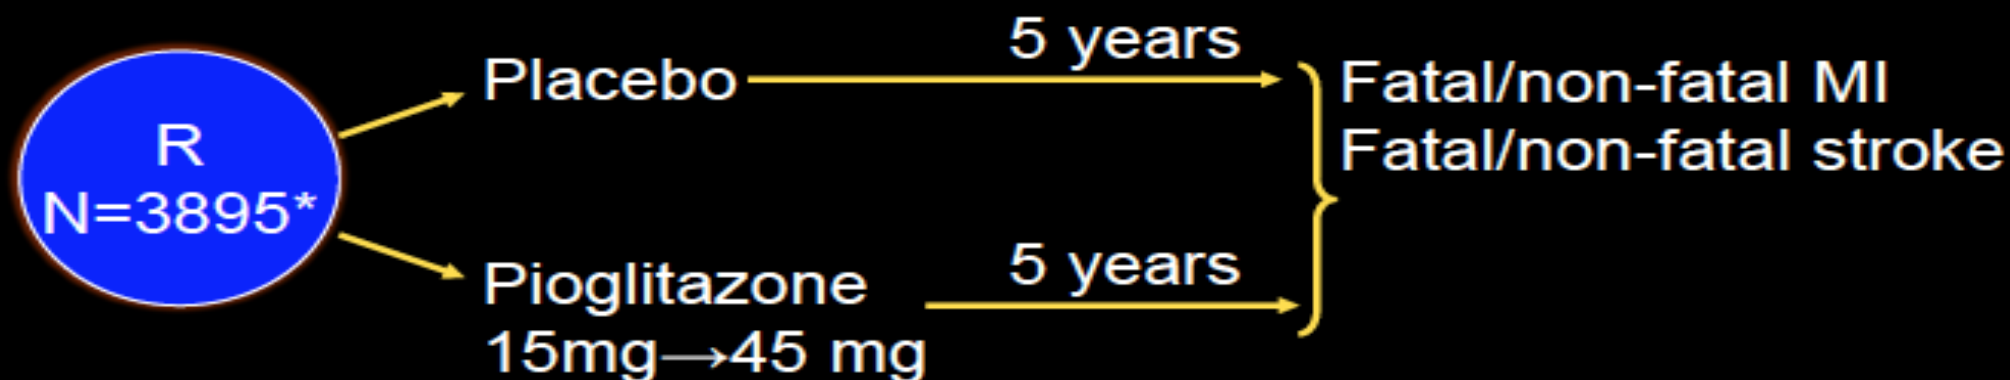 R
N=3895*
Placebo
5 years
Pioglitazone
15mg→45 mg
5 years
Fatal/non-fatal MI
Fatal/non-fatal stroke